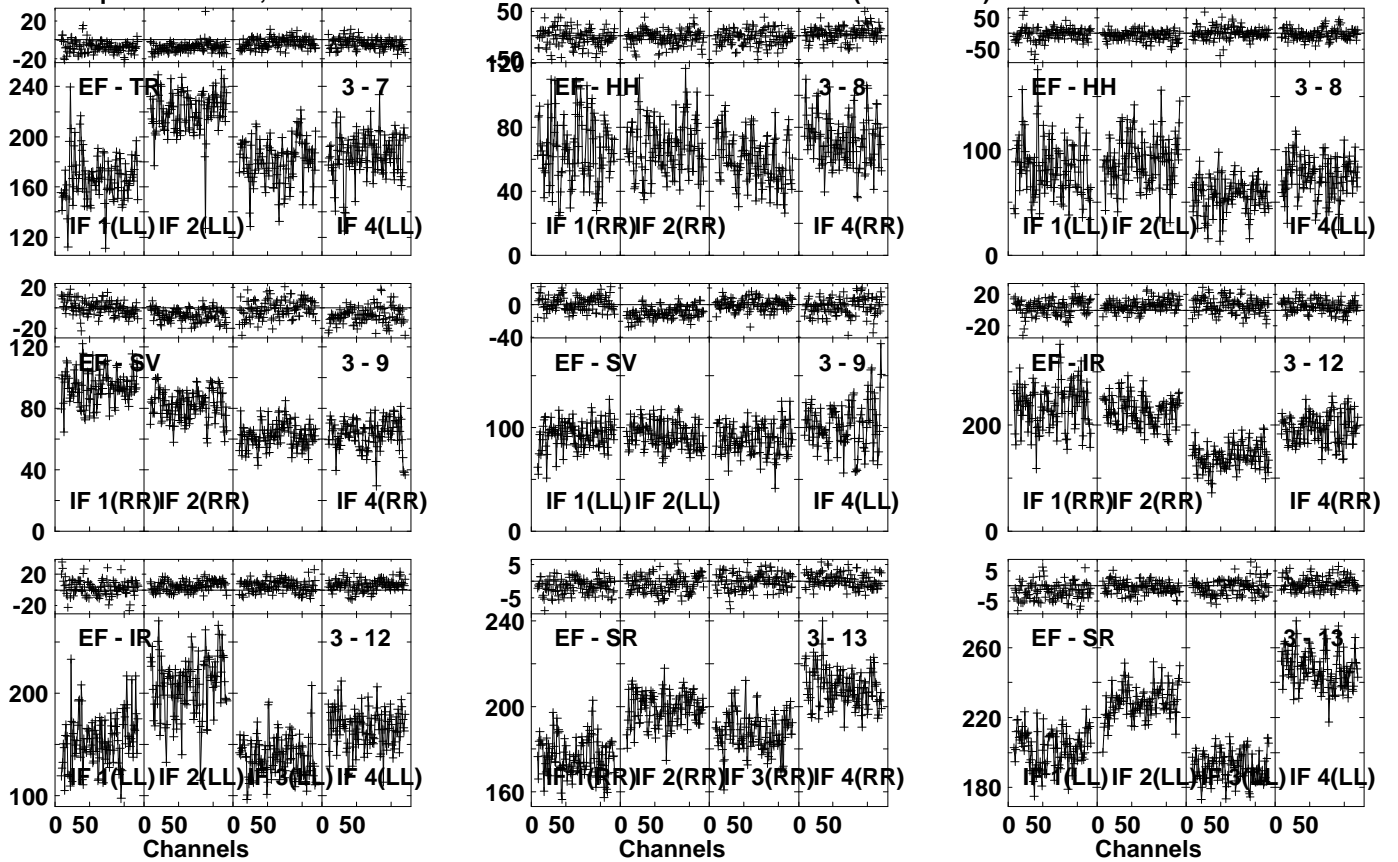 20
-20
EF - TR 3 - 7
240
200
160
120
IF 1(LL) IF 2(LL) IF 4(LL)
50
-50
120
EF - HH 3 - 8
80
40
0
IF 1(RR) IF 2(RR) IF 4(RR)
50
-50
EF - HH 3 - 8
100
0
IF 1(LL) IF 2(LL) IF 4(LL)
20
-20
120
EF - SV 3 - 9
80
40
0
IF 1(RR) IF 2(RR) IF 4(RR)
0
-40
EF - SV 3 - 9
100
0
IF 1(LL) IF 2(LL) IF 4(LL)
20
-20
EF - IR 3 - 12
200
0
IF 1(RR) IF 2(RR) IF 4(RR)
20
-20
EF - IR 3 - 12
200
100
IF 1(LL) IF 2(LL) IF 3(LL) IF 4(LL)
0 50 0 50 0 50 0 50
Channels
5
-5
240
EF - SR 3 - 13
200
160
IF 1(RR) IF 2(RR) IF 3(RR) IF 4(RR)
0 50 0 50 0 50 0 50
Channels
5
-5
EF - SR 3 - 13
260
220
180
IF 1(LL) IF 2(LL) IF 3(LL) IF 4(LL)
0 50 0 50 0 50 0 50
Channels